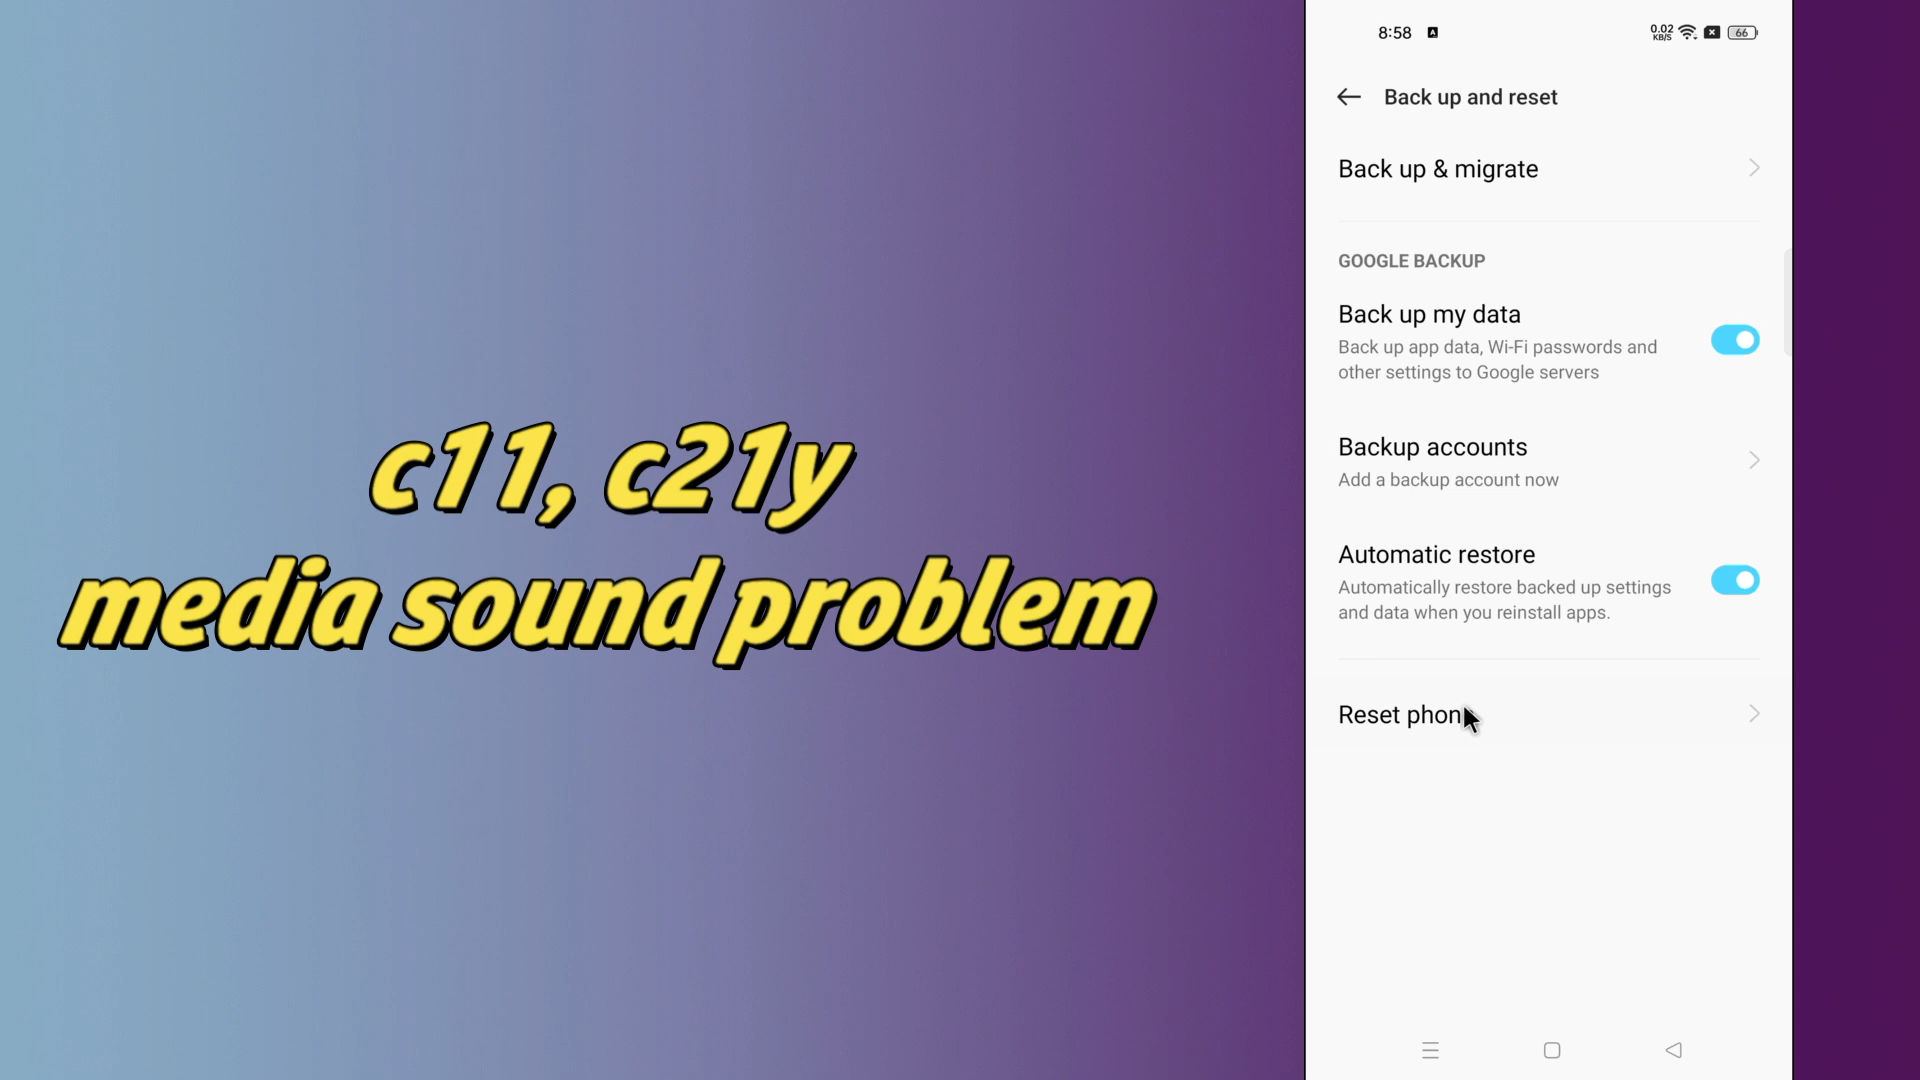 c11, c21y
media sound problem
8:58
0.02
KB/S
66
Back up and reset
Back up & migrate
GOOGLE BACKUP
Back up my data
Back up app data, Wi-Fi passwords and
other settings to Google servers
Backup accounts
Add a backup account now
Automatic restore
Automatically restore backed up settings
and data when you reinstall apps.
Reset phon